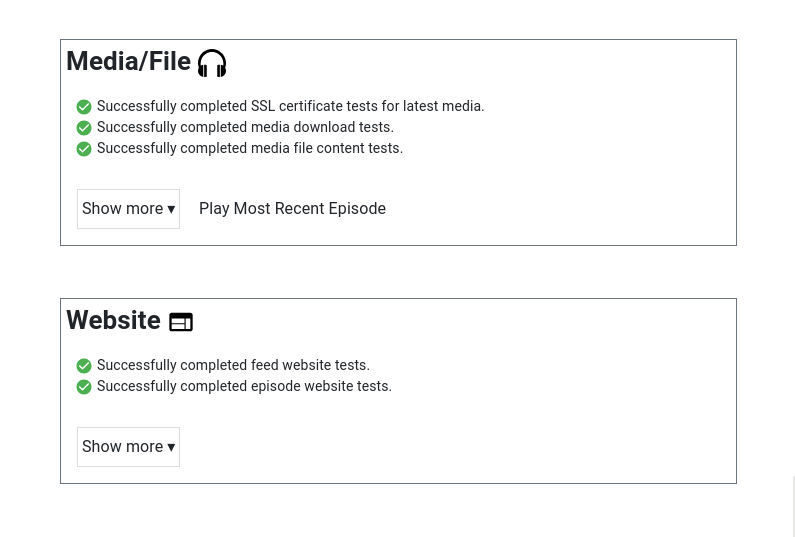 Media/File
Successfully completed SSL certificate tests for latest media.
Successfully completed media download tests.
Successfully completed media file content tests.
Show more ▾ Play Most Recent Episode
Website
Successfully completed feed website tests.
Successfully completed episode website tests.
Show more ▾